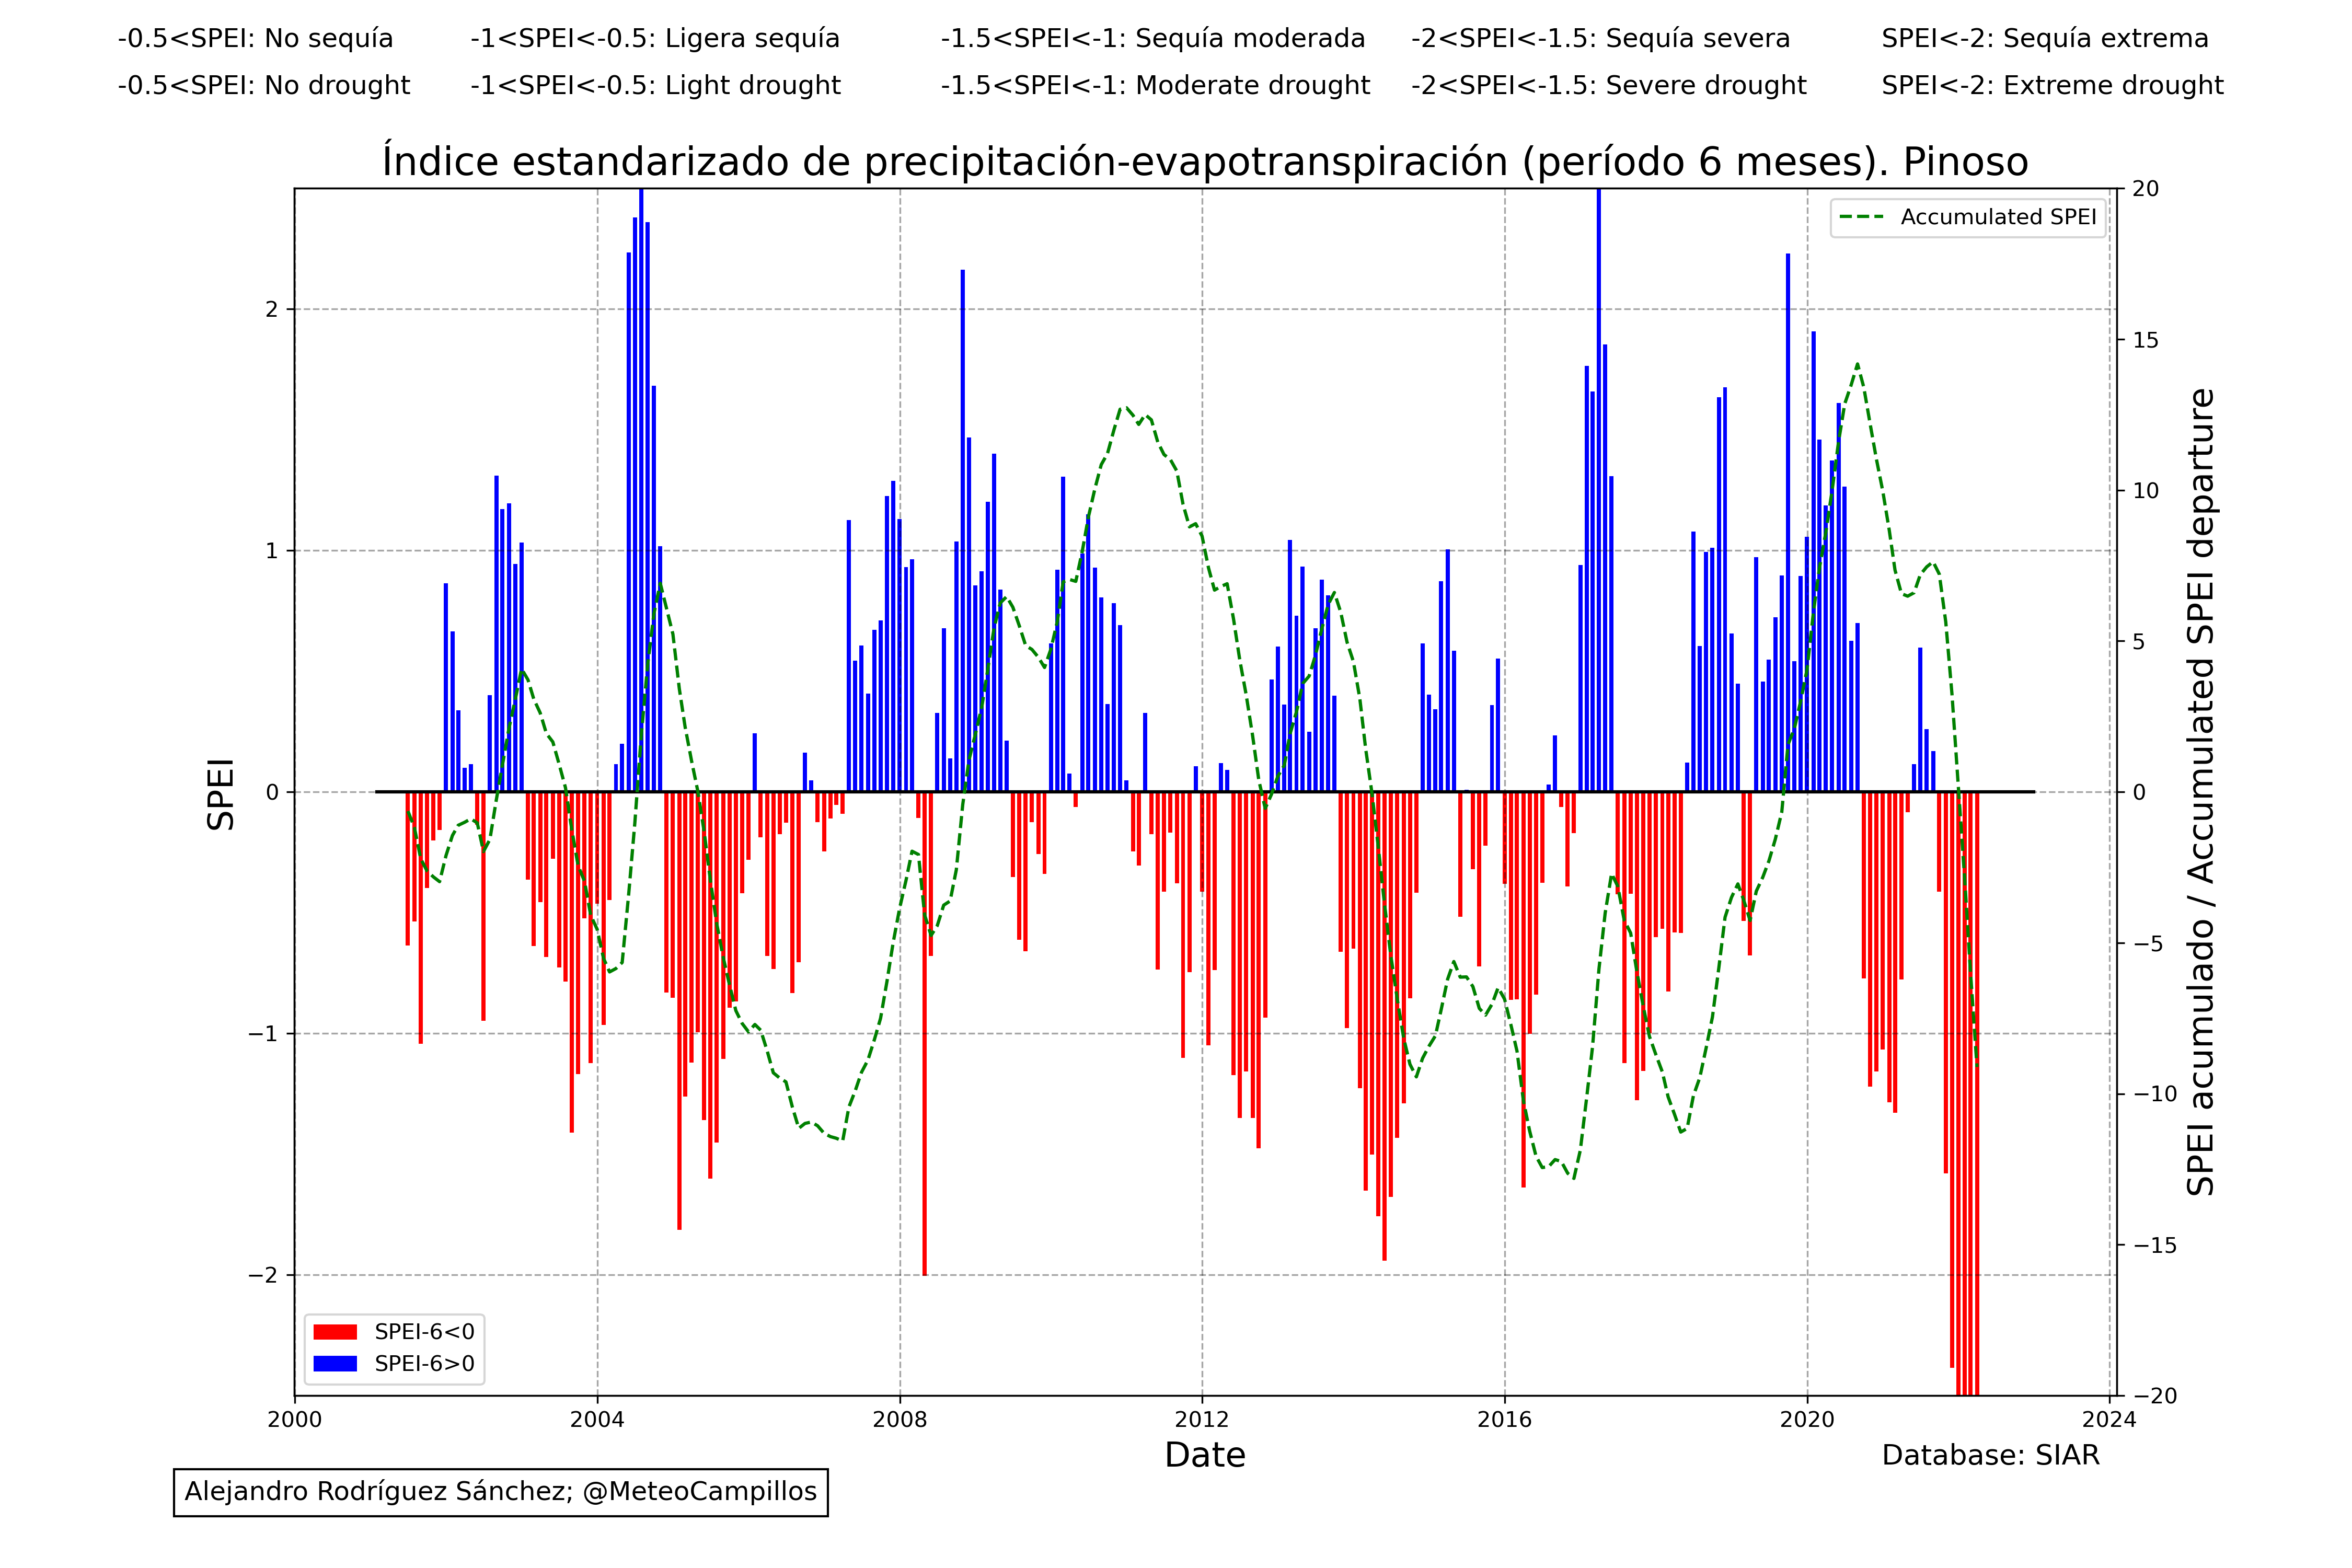 -0.5<SPEI: No sequía
-1<SPEI<-0.5: Ligera sequía
-1.5<SPEI<-1: Sequía moderada
-2<SPEI<-1.5: Sequía severa
SPEI<-2: Sequía extrema
-0.5<SPEI: No drought
-1<SPEI<-0.5: Light drought
-1.5<SPEI<-1: Moderate drought
-2<SPEI<-1.5: Severe drought
SPEI<-2: Extreme drought
Índice estandarizado de precipitación-evapotranspiración (período 6 meses). Pinoso
Accumulated SPEI
SPEI
2
1
0
−1
−2
20
15
10
5
0
−5
−10
−15
−20
SPEI acumulado / Accumulated SPEI departure
SPEI-6<0
SPEI-6>0
2000
2004
2008
2012
2016
2020
2024
Date
Database: SIAR
Alejandro Rodríguez Sánchez; @MeteoCampillos